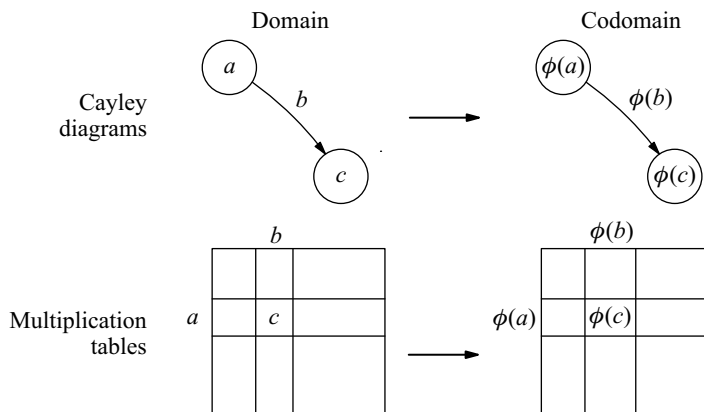 Domain Codomain
a ϕ(a)
b ϕ(b)
Cayley
diagrams
c ϕ(c)
b ϕ(b)
a c ϕ(a) ϕ(c)
Multiplication
tables